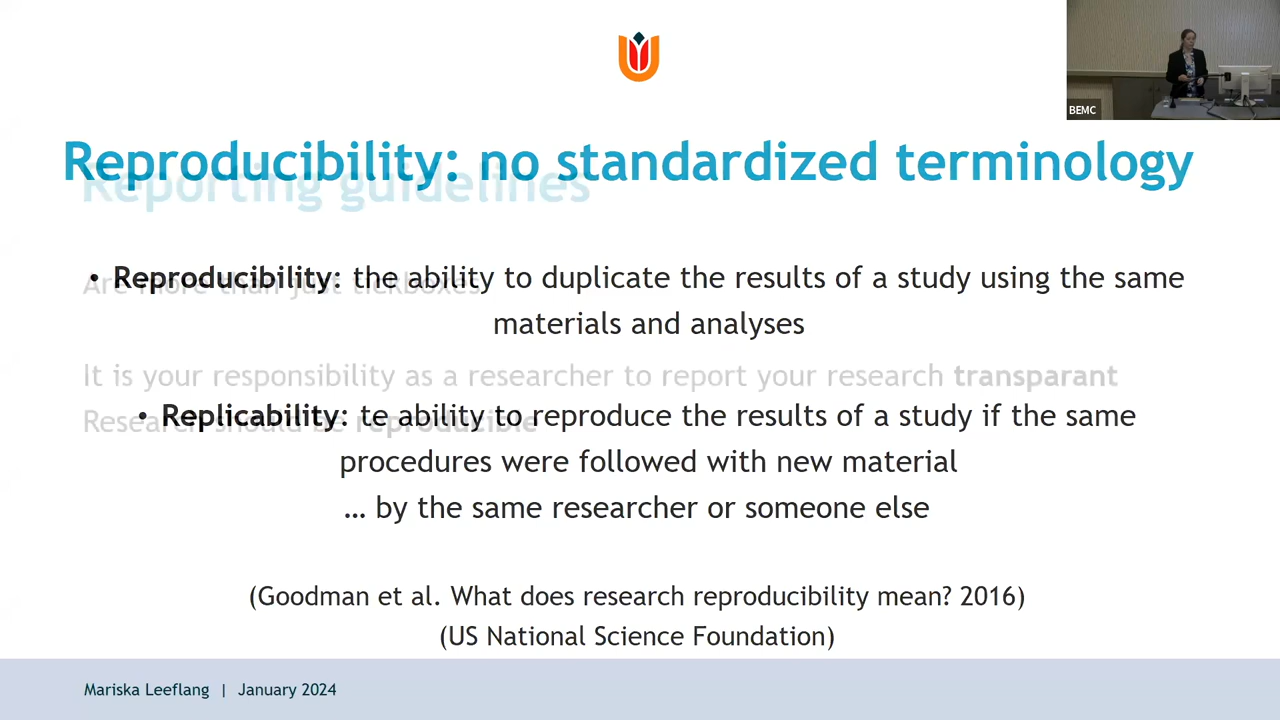 BEMC
Reproducibility: no standardized terminology
Reporting guidelines
• Reproducibility: the ability to duplicate the results of a study using the same
Are more than just tickboxes
materials and analyses
It is your responsibility as a researcher to report your research transparant
• Replicability: te ability to reproduce the results of a study if the same
Research should be reproducible
procedures were followed with new material
... by the same researcher or someone else
(Goodman et al. What does research reproducibility mean? 2016)
(US National Science Foundation)
Mariska Leeflang | January 2024